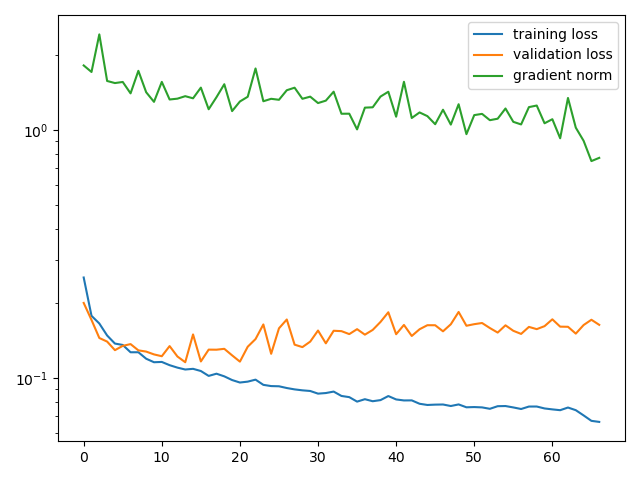 training loss
validation loss
gradient norm
10⁰
10⁻¹
0 10 20 30 40 50 60